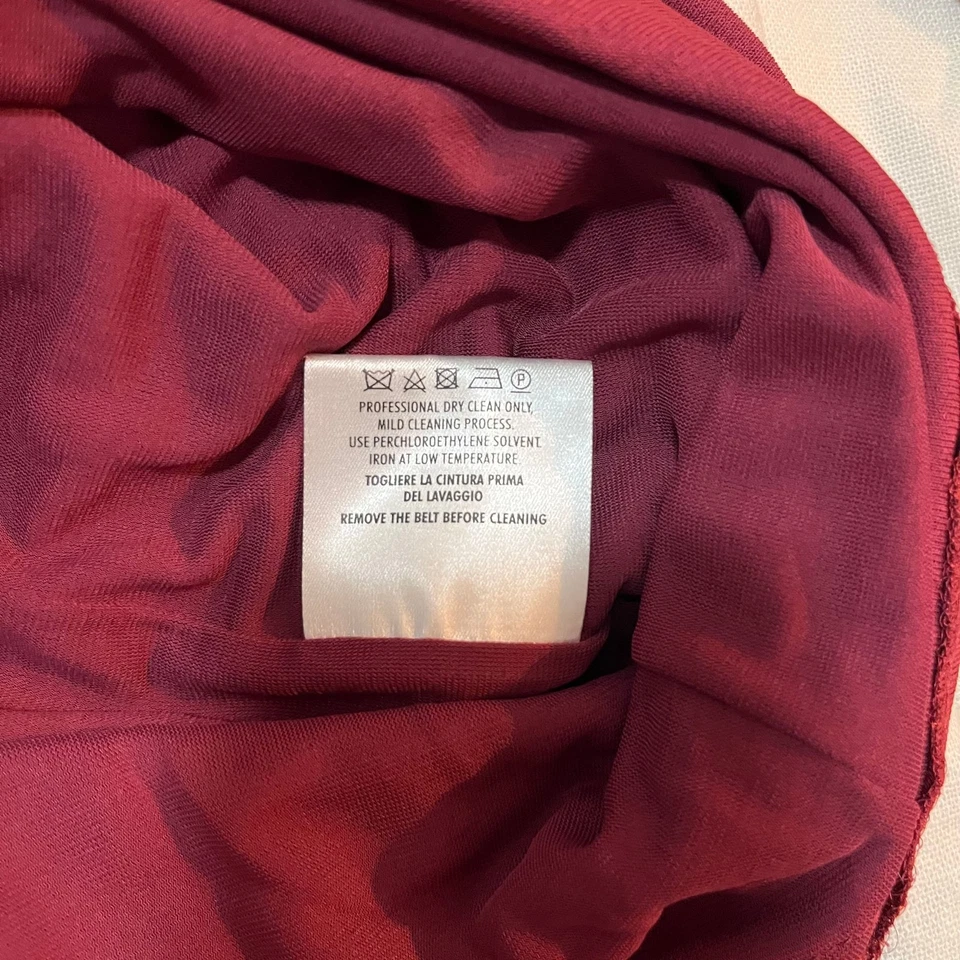 P
PROFESSIONAL DRY CLEAN ONLY,
MILD CLEANING PROCESS.
USE PERCHLOROETHYLENE SOLVENT.
IRON AT LOW TEMPERATURE.
TOGLIERE LA CINTURA PRIMA
DEL LAVAGGIO
REMOVE THE BELT BEFORE CLEANING